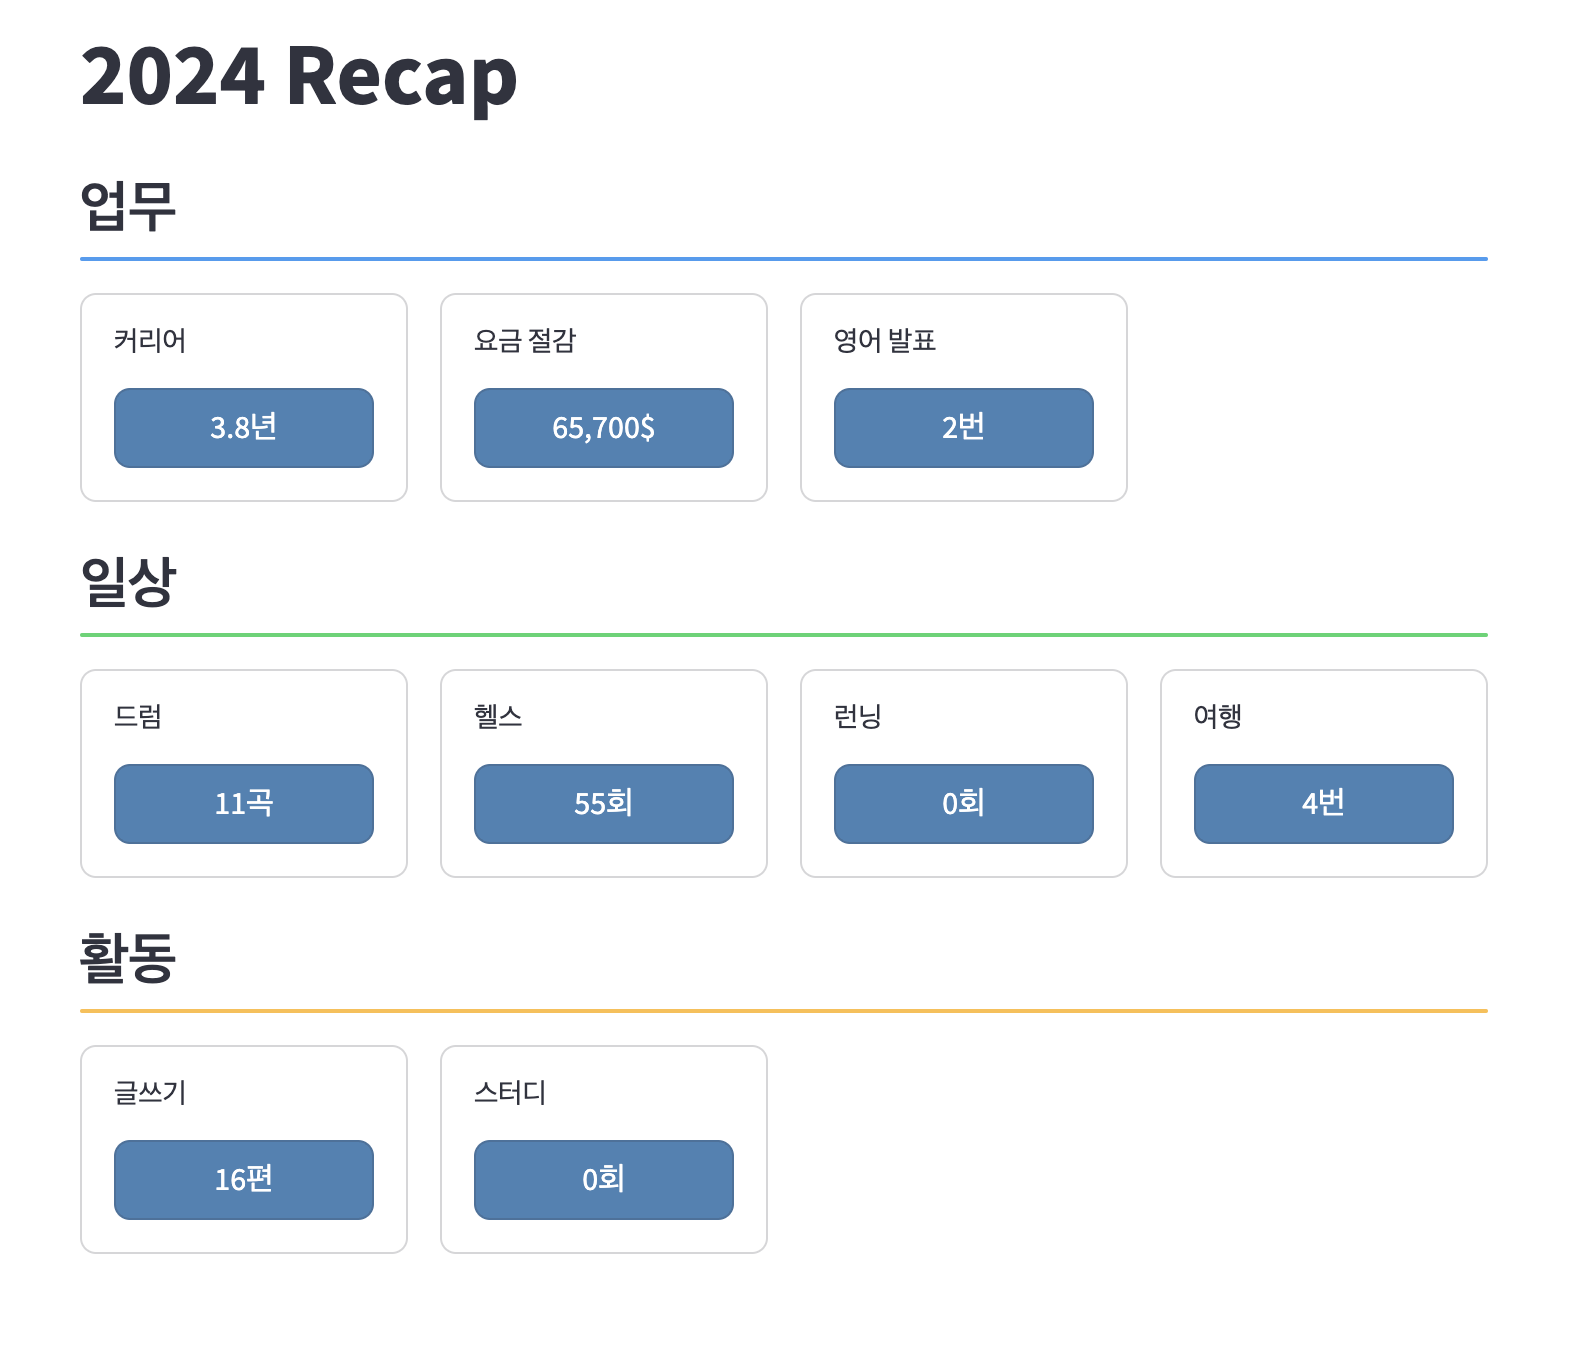 2024 Recap
업무
커리어
3.8년
요금 절감
65,700$
영어 발표
2번
일상
드럼
11곡
헬스
55회
런닝
0회
여행
4번
활동
글쓰기
16편
스터디
0회